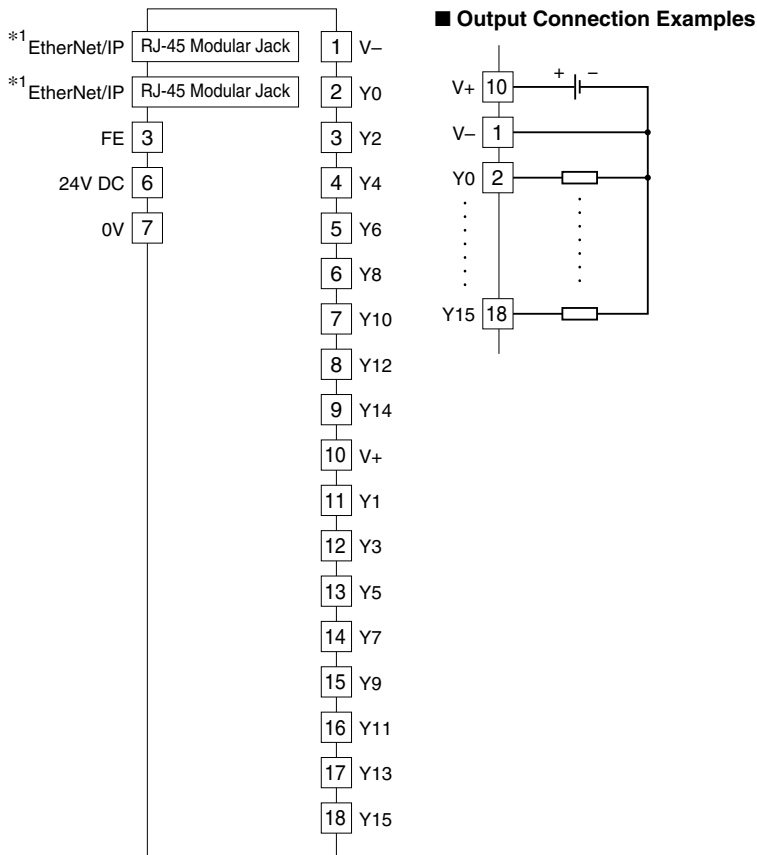 *1 EtherNet/IP RJ-45 Modular Jack
*1 EtherNet/IP RJ-45 Modular Jack
FE 3
24V DC 6
0V 7
1 V–
2 Y0
3 Y2
4 Y4
5 Y6
6 Y8
7 Y10
8 Y12
9 Y14
10 V+
11 Y1
12 Y3
13 Y5
14 Y7
15 Y9
16 Y11
17 Y13
18 Y15
■ Output Connection Examples
V+ 10 + –
V– 1
Y0 2
Y15 18